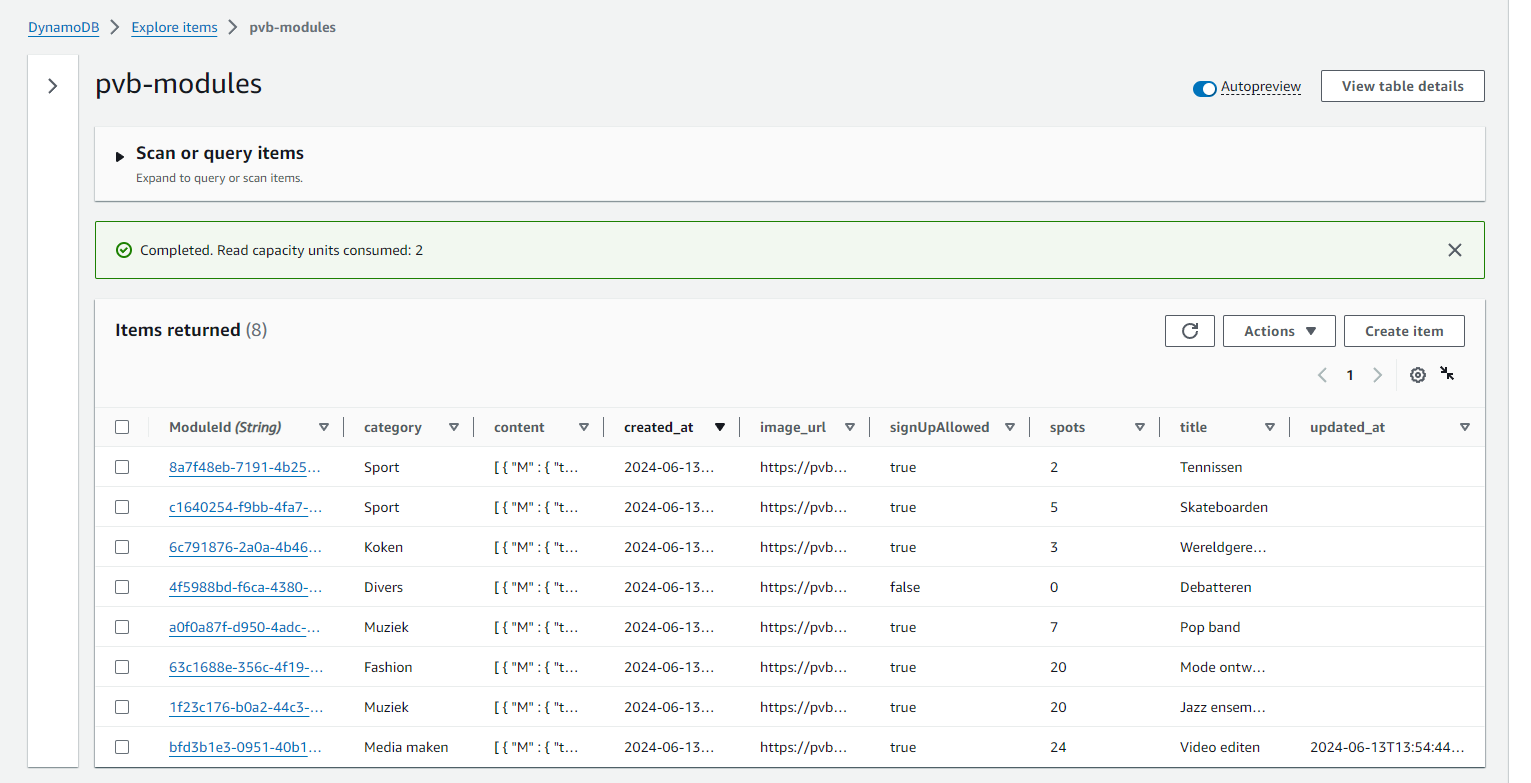 DynamoDB > Explore items > pvb-modules
pvb-modules
Autopreview
View table details
Scan or query items
Expand to query or scan items.
Completed. Read capacity units consumed: 2
Items returned (8)
Actions
Create item
1
ModuleId (String) category content created_at image_url signUpAllowed spots title updated_at
8a7f48eb-7191-4b25... Sport [ { "M" : { "t... 2024-06-13... https://pvb... true 2 Tennissen
c1640254-f9bb-4fa7-... Sport [ { "M" : { "t... 2024-06-13... https://pvb... true 5 Skateboarden
6c791876-2a0a-4b46... Koken [ { "M" : { "t... 2024-06-13... https://pvb... true 3 Wereldgere...
4f5988bd-f6ca-4380-... Divers [ { "M" : { "t... 2024-06-13... https://pvb... false 0 Debatteren
a0f0a87f-d950-4adc-... Muziek [ { "M" : { "t... 2024-06-13... https://pvb... true 7 Pop band
63c1688e-356c-4f19-... Fashion [ { "M" : { "t... 2024-06-13... https://pvb... true 20 Mode ontw...
1f23c176-b0a2-44c3-... Muziek [ { "M" : { "t... 2024-06-13... https://pvb... true 20 Jazz ensem...
bfd3b1e3-0951-40b1... Media maken [ { "M" : { "t... 2024-06-13... https://pvb... true 24 Video editen 2024-06-13T13:54:44...